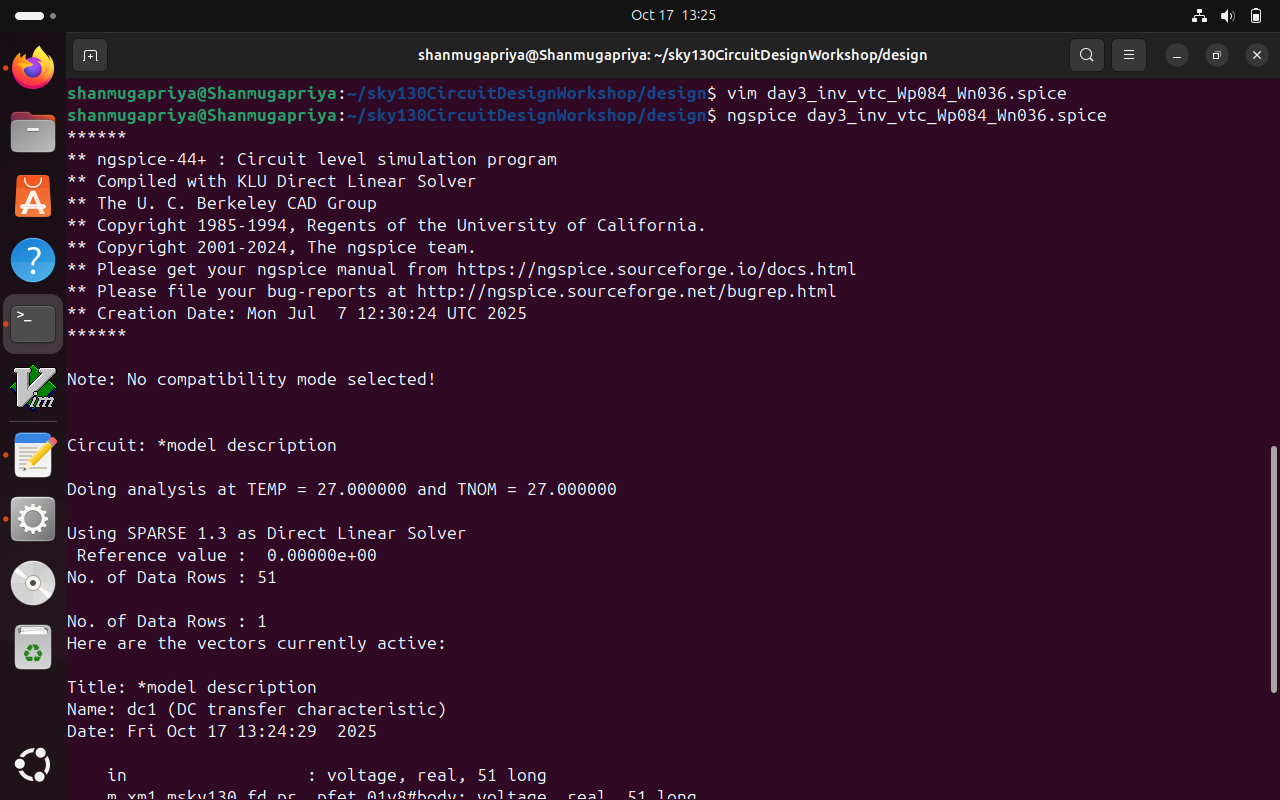 Oct 17 13:25
shanmugapriya@Shanmugapriya: ~/sky130CircuitDesignWorkshop/design
shanmugapriya@Shanmugapriya:~/sky130CircuitDesignWorkshop/design$ vim day3_inv_vtc_Wp084_Wn036.spice
shanmugapriya@Shanmugapriya:~/sky130CircuitDesignWorkshop/design$ ngspice day3_inv_vtc_Wp084_Wn036.spice
******
** ngspice-44+ : Circuit level simulation program
** Compiled with KLU Direct Linear Solver
** The U. C. Berkeley CAD Group
** Copyright 1985-1994, Regents of the University of California.
** Copyright 2001-2024, The ngspice team.
** Please get your ngspice manual from https://ngspice.sourceforge.io/docs.html
** Please file your bug-reports at http://ngspice.sourceforge.net/bugrep.html
** Creation Date: Mon Jul  7 12:30:24 UTC 2025
******
Note: No compatibility mode selected!
Circuit: *model description
Doing analysis at TEMP = 27.000000 and TNOM = 27.000000
Using SPARSE 1.3 as Direct Linear Solver
 Reference value :  0.00000e+00
No. of Data Rows : 51
No. of Data Rows : 1
Here are the vectors currently active:
Title: *model description
Name: dc1 (DC transfer characteristic)
Date: Fri Oct 17 13:24:29  2025
    in                  : voltage, real, 51 long
    m.xm1.msky130_fd_pr__pfet_01v8#body: voltage, real, 51 long